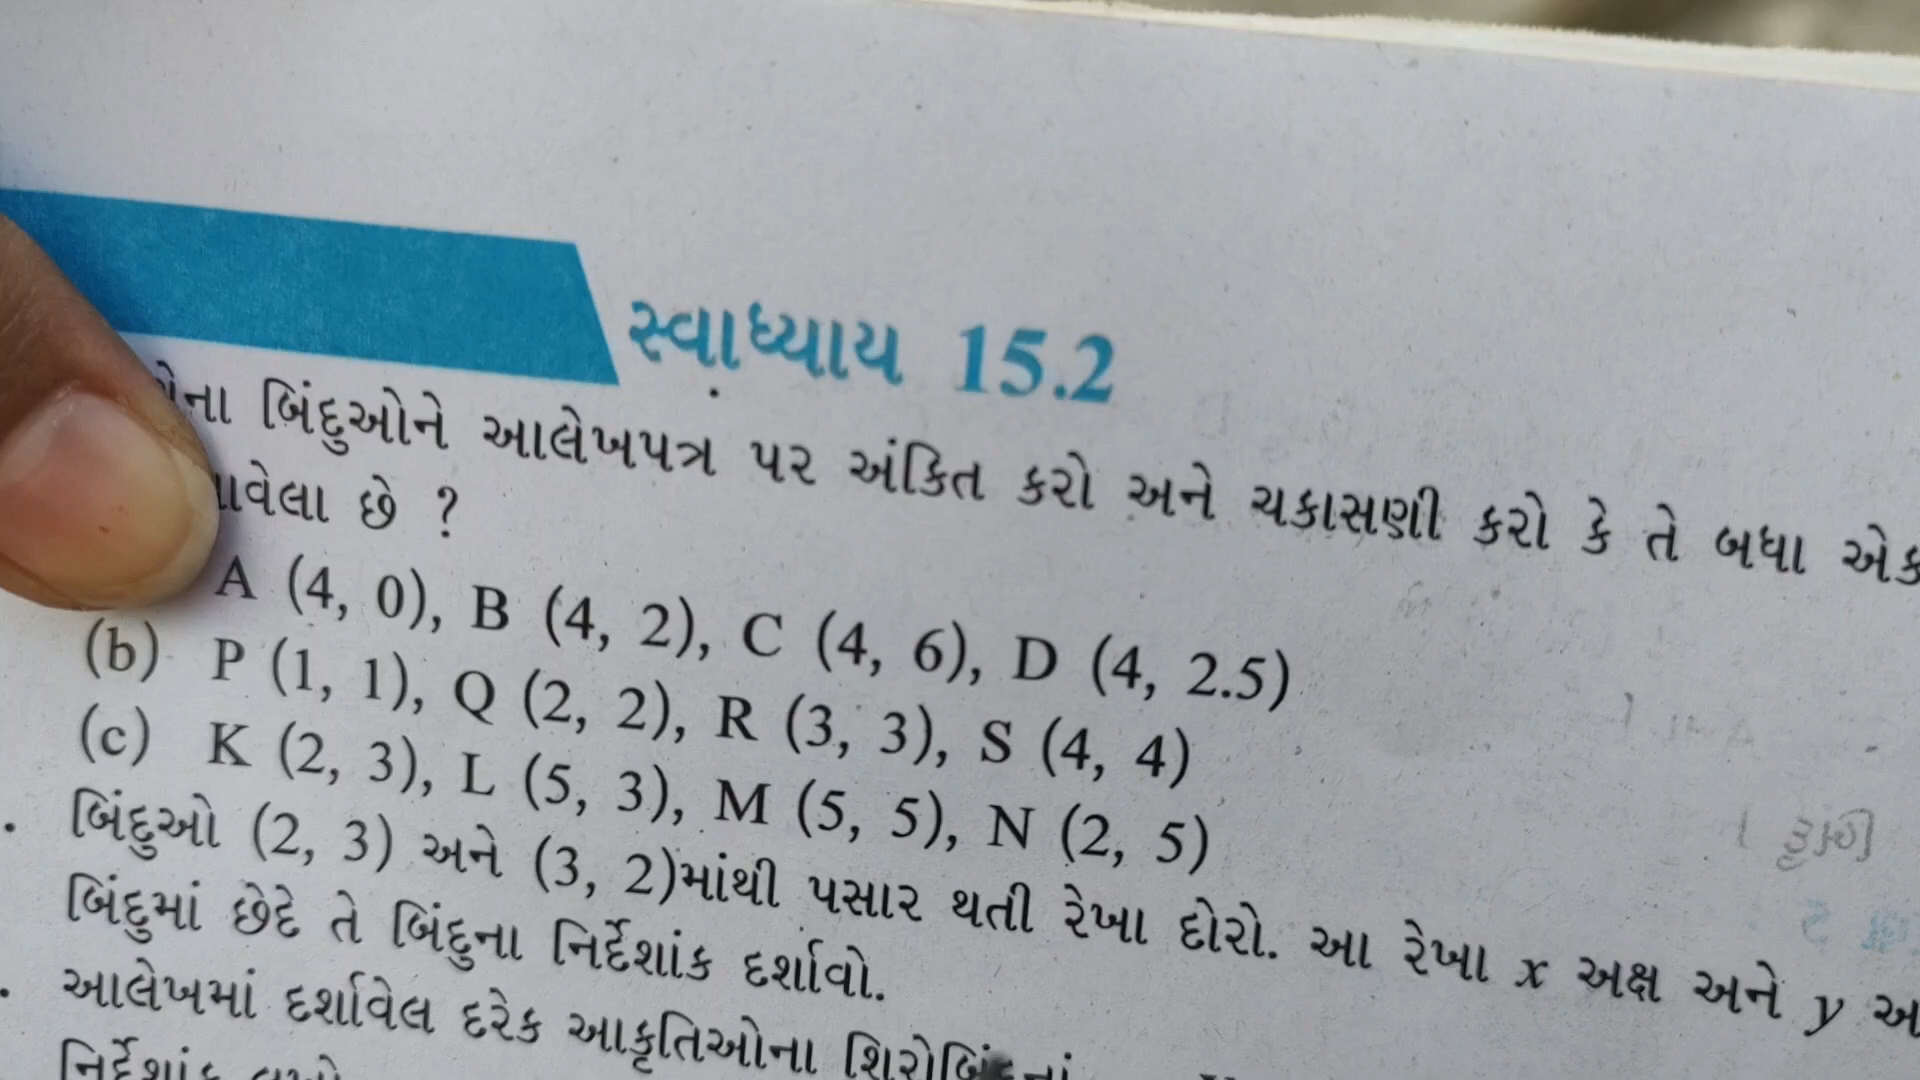 સ્વાધ્યાય 15.2
બિંદુઓને આલેખપત્ર પર અંકિત કરો અને ચકાસણી કરો કે તે બધા એક
છે ?
A (4, 0), B (4, 2), C (4, 6), D (4, 2.5)
(b) P (1, 1), Q (2, 2), R (3, 3), S (4, 4)
(c) K (2, 3), L (5, 3), M (5, 5), N (2, 5)
. બિંદુઓ (2, 3) અને (3, 2)માંથી પસાર થતી રેખા દોરો. આ રેખા x અક્ષ અને y અ
બિંદુમાં છેદે તે બિંદુના નિર્દેશાંક દર્શાવો.
. આલેખમાં દર્શાવેલ દરેક આકૃતિઓના